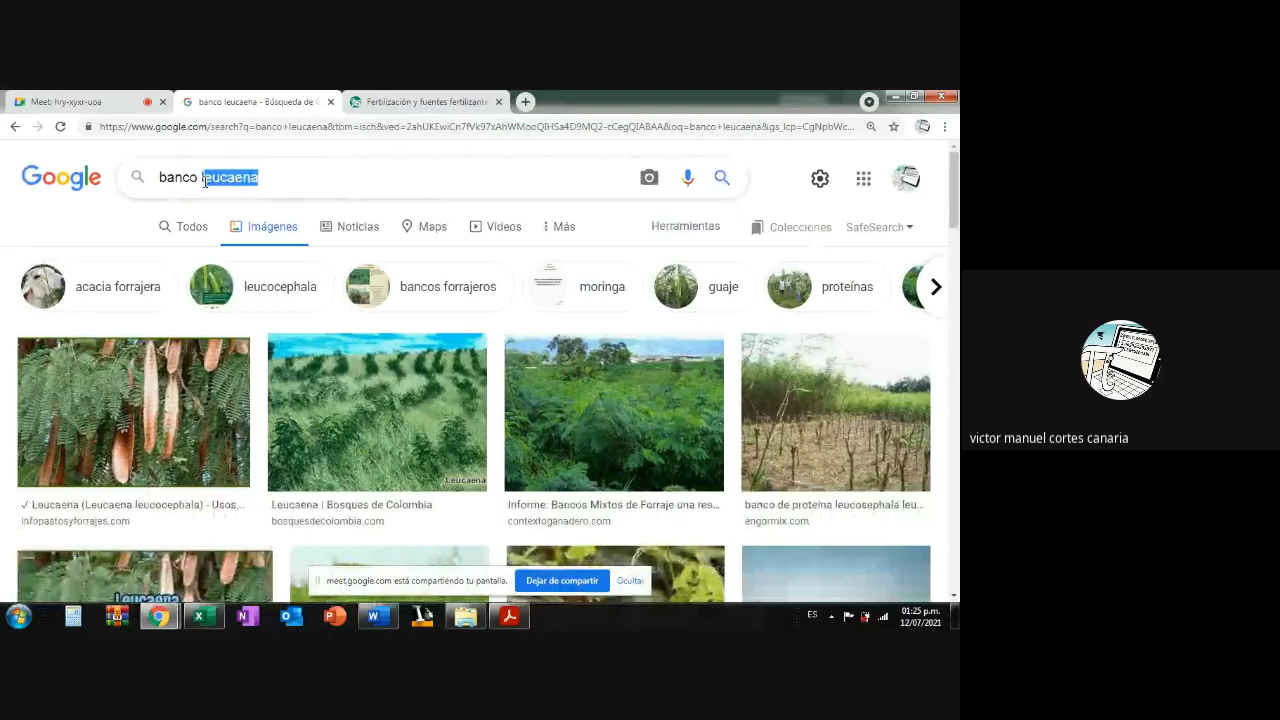 Meet: hry-xyxr-uoa
banco leucaena - Búsqueda de G
Fertilización y fuentes fertilizante
https://www.google.com/search?q=banco+leucaena&tbm=isch&ved=2ahUKEwiCn7fVk97xAhWMooQIHSa4D9MQ2-cCegQIABAA&oq=banco+leucaena&gs_lcp=CgNpbWc...
Google
banco leucaena
Todos
Imágenes
Noticias
Maps
Videos
Más
Herramientas
Colecciones
SafeSearch
acacia forrajera
leucocephala
bancos forrajeros
moringa
guaje
proteínas
Leucaena
✓ Leucaena (Leucaena leucocephala) - Usos,...
infopastosyforrajes.com
Leucaena | Bosques de Colombia
bosquesdecolombia.com
Informe: Bancos Mixtos de Forraje una res...
contextoganadero.com
banco de proteína leucocephala leu...
engormix.com
Leucaena
meet.google.com está compartiendo tu pantalla.
Dejar de compartir
Ocultar
ES
01:25 p.m.
12/07/2021
victor manuel cortes canaria